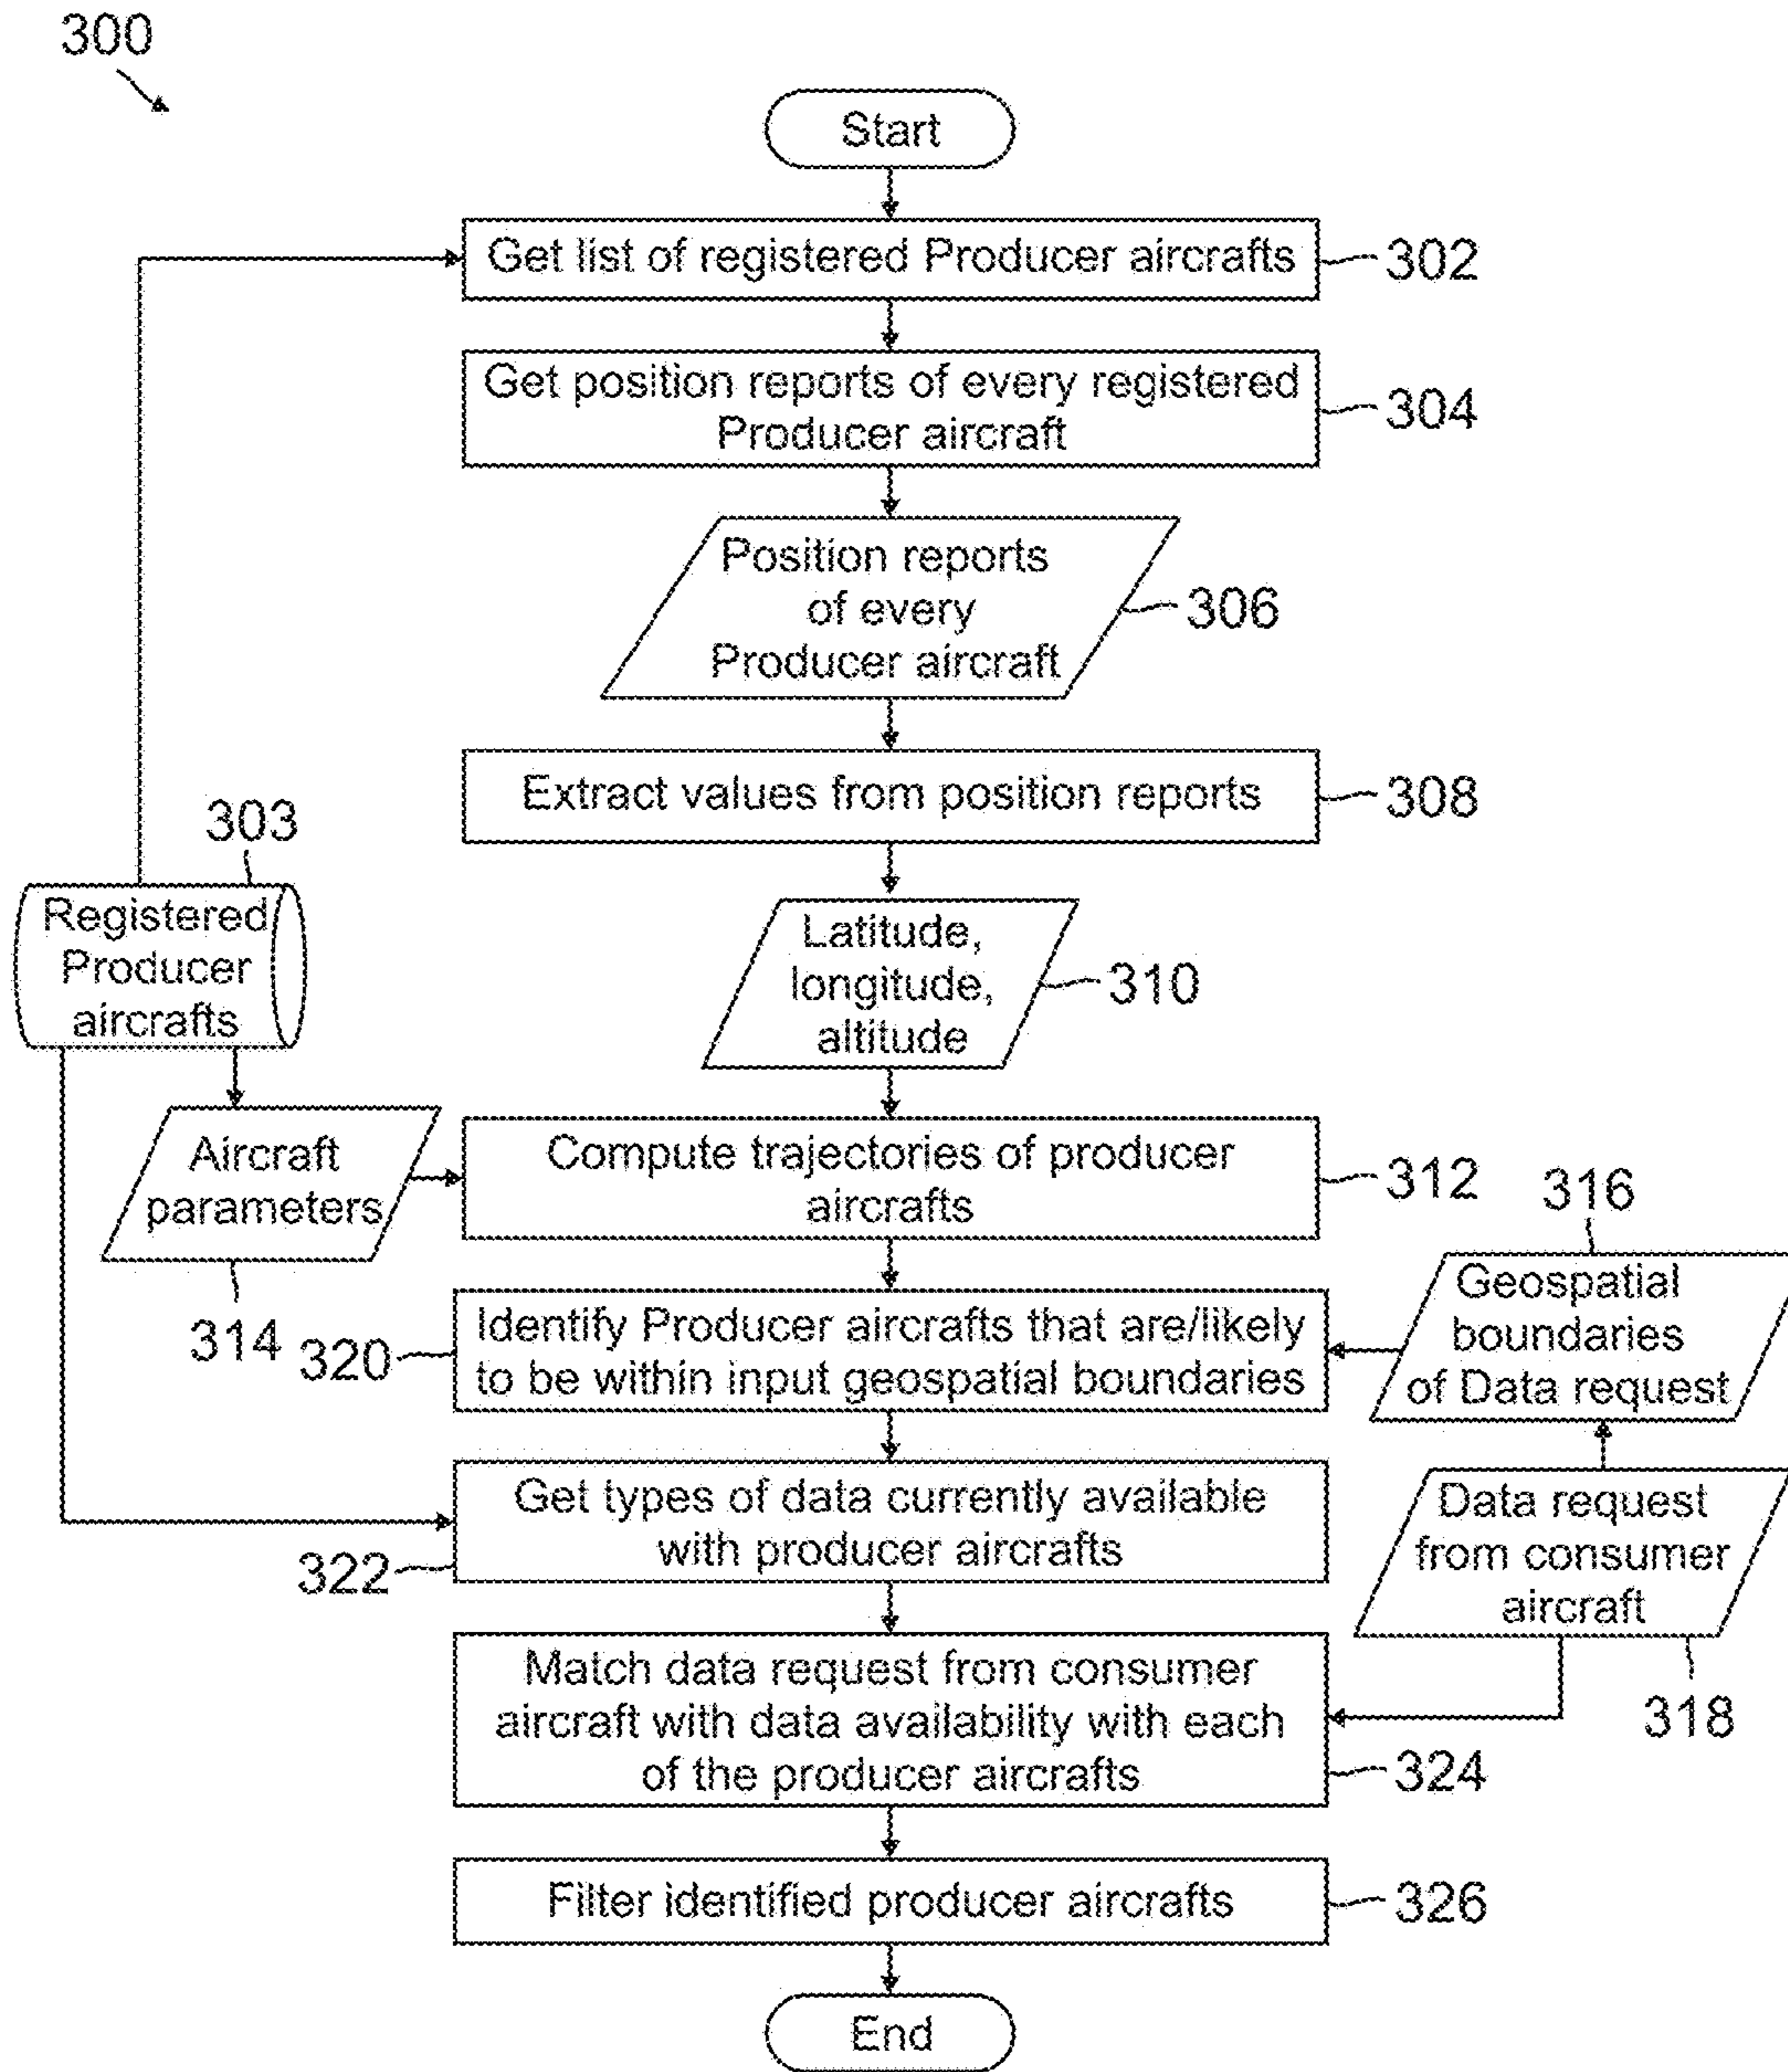 300
Start
Get list of registered Producer aircrafts
302
Get position reports of every registered
Producer aircraft
304
Position reports
of every
Producer aircraft
306
Extract values from position reports
308
303
Registered
Producer
aircrafts
Latitude,
longitude,
altitude
310
Aircraft
parameters
314
Compute trajectories of producer
aircrafts
312
316
Geospatial
boundaries
of Data request
320
Identify Producer aircrafts that are/likely
to be within input geospatial boundaries
Get types of data currently available
with producer aircrafts
322
Data request
from consumer
aircraft
318
Match data request from consumer
aircraft with data availability with each
of the producer aircrafts
324
Filter identified producer aircrafts
326
End